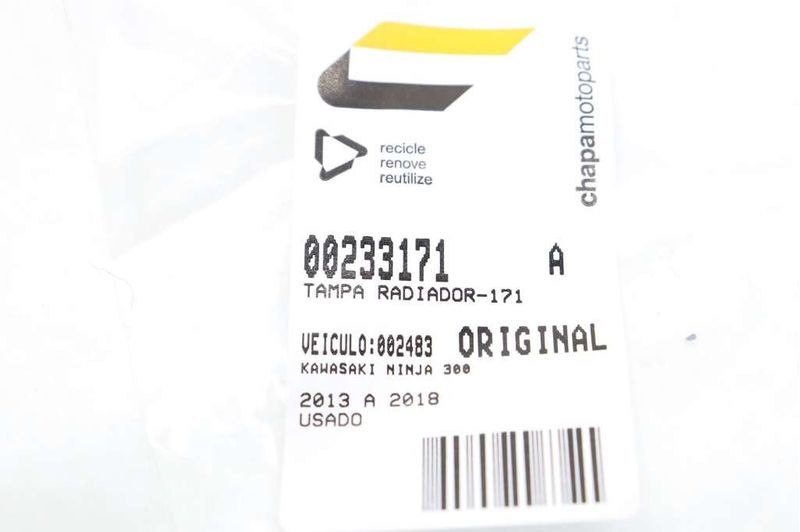 chapamotoparts
recicle
renove
reutilize
00233171 A
TAMPA RADIADOR-171
VEICULO:002483 ORIGINAL
KAWASAKI NINJA 300
2013 A 2018
USADO